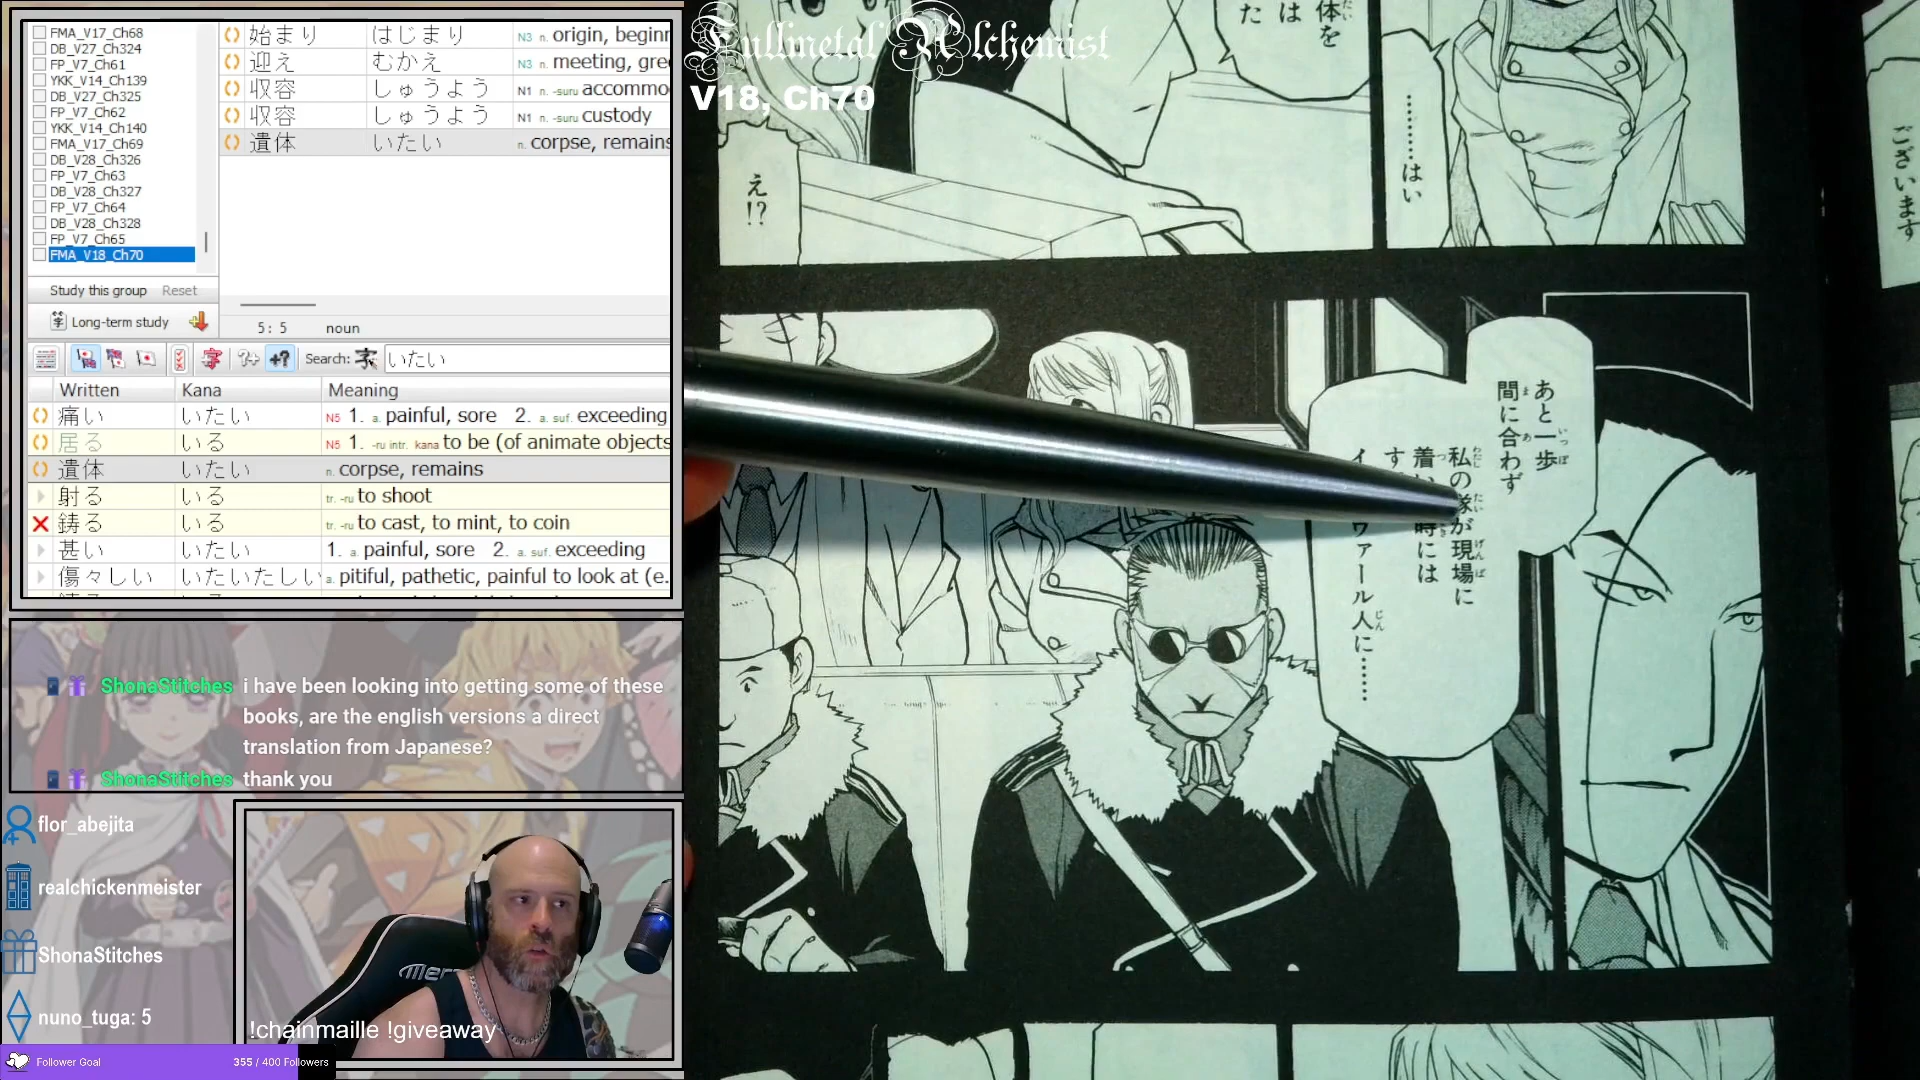 FMA_V17_Ch68
DB_V27_Ch324
FP_V7_Ch61
YKK_V14_Ch139
DB_V27_Ch325
FP_V7_Ch62
YKK_V14_Ch140
FMA_V17_Ch69
DB_V28_Ch326
FP_V7_Ch63
DB_V28_Ch327
FP_V7_Ch64
DB_V28_Ch328
FP_V7_Ch65
FMA_V18_Ch70
Study this group Reset
Long-term study
始まり はじまり N3 n. origin, beginn
迎え むかえ N3 n. meeting, gre
収容 しゅうよう N1 n. -suru accommo
収容 しゅうよう N1 n. -suru custody
遺体 いたい n. corpse, remains
5: 5 noun
Search: いたい
Written Kana Meaning
痛い いたい N5 1. a. painful, sore 2. a. suf. exceeding
居る いる N5 1. -ru intr. kana to be (of animate objects
遺体 いたい n. corpse, remains
射る いる tr. -ru to shoot
鋳る いる tr. -ru to cast, to mint, to coin
甚い いたい 1. a. painful, sore 2. a. suf. exceeding
傷々しい いたいたしい a. pitiful, pathetic, painful to look at (e.
ShonaStitches i have been looking into getting some of these
books, are the english versions a direct
translation from Japanese?
ShonaStitches thank you
flor_abejita
realchickenmeister
ShonaStitches
nuno_tuga: 5
!chainmaille !giveaway
Follower Goal 355 / 400 Followers
Fullmetal Alchemist
V18, Ch70
ございます
………はい
体を
は
た
え!?
あと一歩
間に合わず
私の隊が現場に
時には
す
ヴァール人に……